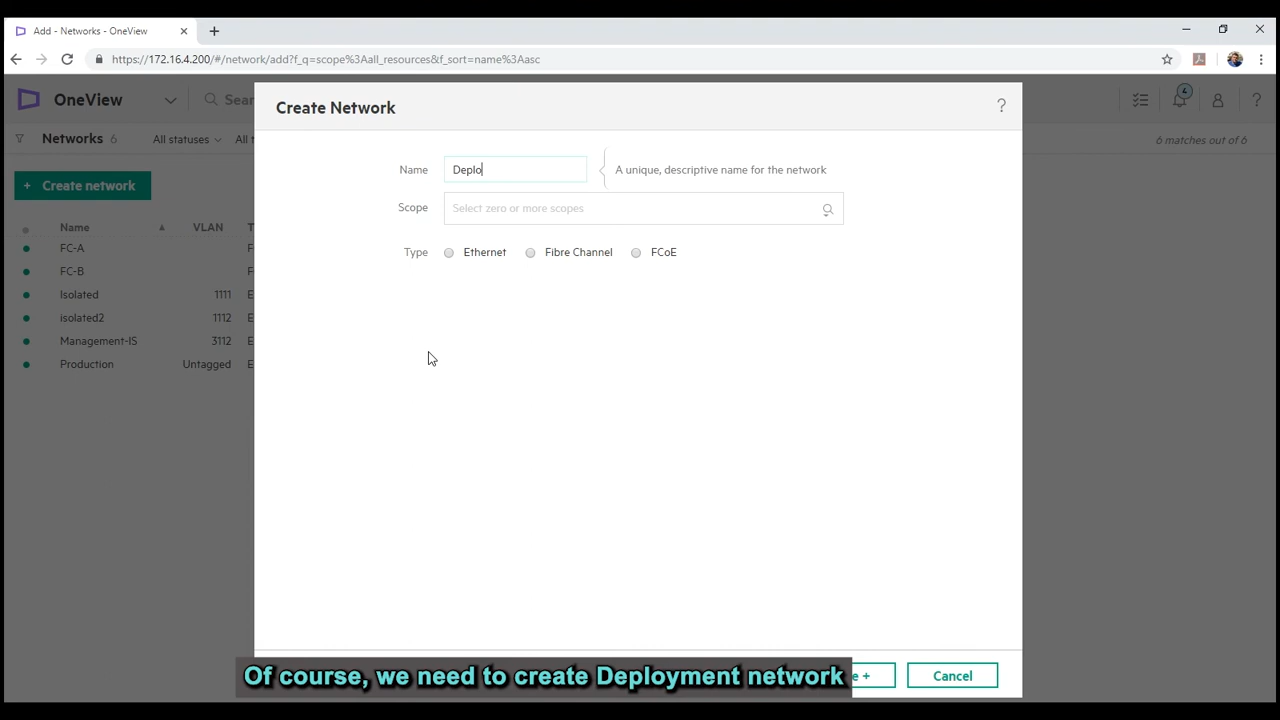 Add - Networks - OneView
https://172.16.4.200/#/network/add?f_q=scope%3Aall_resources&f_sort=name%3Aasc
OneView
Sear
4
?
Networks 6
All statuses
All t
6 matches out of 6
+ Create network
Name VLAN T
FC-A F
FC-B F
Isolated 1111 E
isolated2 1112 E
Management-IS 3112 E
Production Untagged E
Create Network
?
Name Deplo A unique, descriptive name for the network
Scope Select zero or more scopes
Type Ethernet Fibre Channel FCoE
Of course, we need to create Deployment network
e +
Cancel